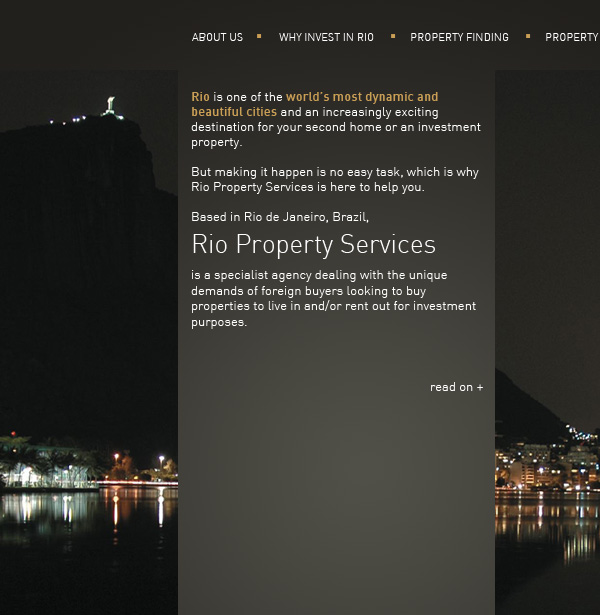 ABOUT US WHY INVEST IN RIO PROPERTY FINDING PROPERTY
Rio is one of the world's most dynamic and
beautiful cities and an increasingly exciting
destination for your second home or an investment
property.
But making it happen is no easy task, which is why
Rio Property Services is here to help you.
Based in Rio de Janeiro, Brazil,
Rio Property Services
is a specialist agency dealing with the unique
demands of foreign buyers looking to buy
properties to live in and/or rent out for investment
purposes.
read on +